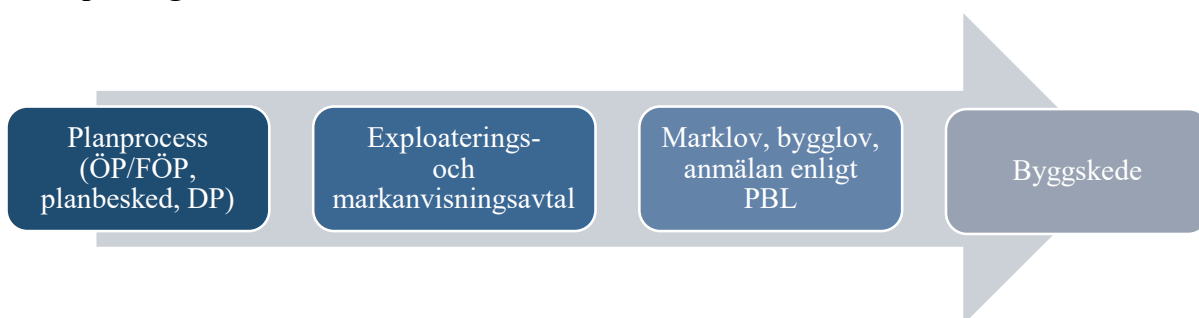 Planprocess
(ÖP/FÖP,
planbesked, DP)
Exploaterings-
och
markanvisningsavtal
Marklov, bygglov,
anmälan enligt
PBL
Byggskede